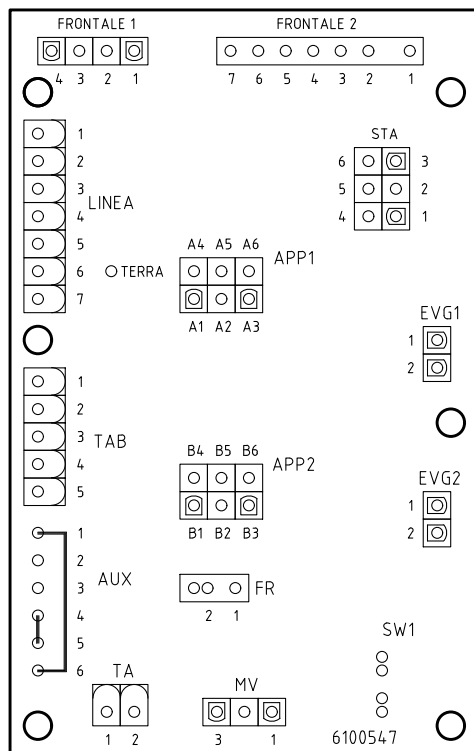 FRONTALE 1
FRONTALE 2
4 3 2 1
7 6 5 4 3 2 1
1
2
3
4
5
6
7
LINEA
TERRA
STA
6 3
5 2
4 1
A4 A5 A6
APP1
A1 A2 A3
EVG1
1
2
1
2
3
4
5
TAB
B4 B5 B6
APP2
B1 B2 B3
EVG2
1
2
1
2
3
4
5
6
AUX
FR
2 1
SW1
TA
1 2
MV
3 1
6100547